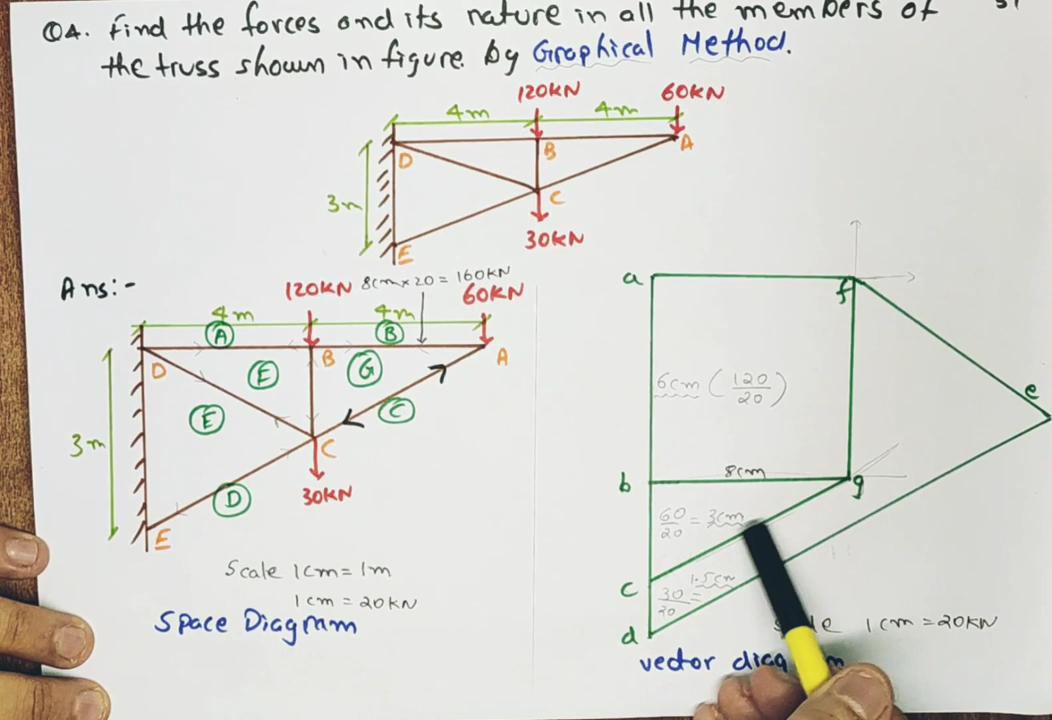 Q4. Find the forces and its nature in all the members of
the truss shown in figure by Graphical Method.
120KN 60KN
4m 4m
D B A
3m
C
E 30KN
Ans:-
120KN 8cm×20=160KN
60KN
4m 4m
A B
D B A
E G
E C
3m
C
30KN
D
E
Scale 1cm=1m
1cm=20KN
Space Diagram
a f
6cm (120/20)
e
b 8cm g
60/20=3cm
c 1.5cm
30/20=
d
1cm=20KN
vector